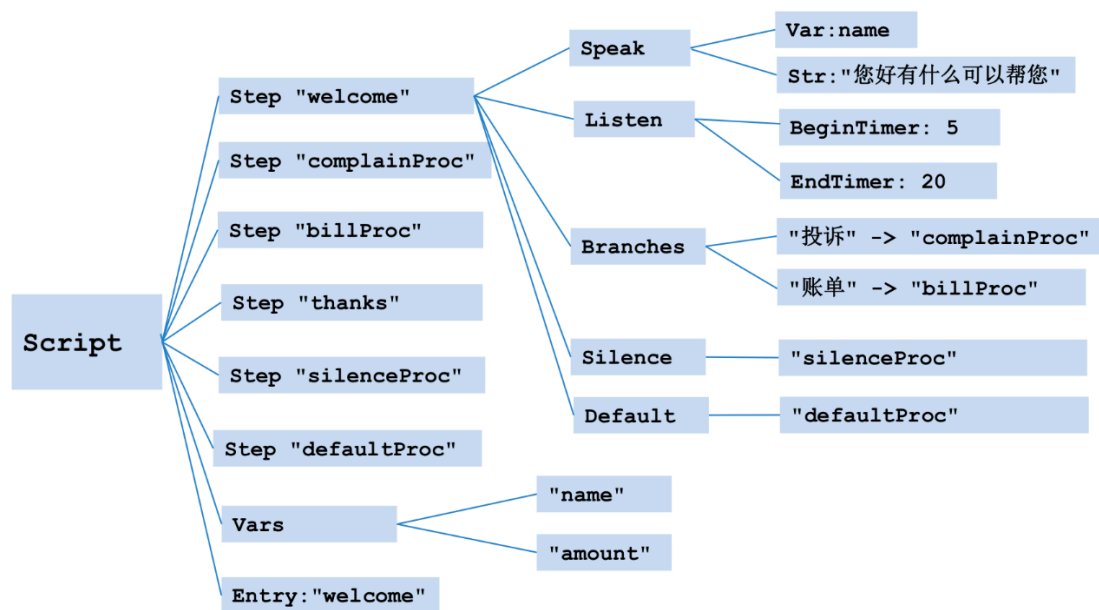 Script
Step "welcome"
Step "complainProc"
Step "billProc"
Step "thanks"
Step "silenceProc"
Step "defaultProc"
Vars
Entry:"welcome"
Speak
Listen
Branches
Silence
Default
"name"
"amount"
Var:name
Str:"您好有什么可以帮您"
BeginTimer: 5
EndTimer: 20
"投诉" -> "complainProc"
"账单" -> "billProc"
"silenceProc"
"defaultProc"